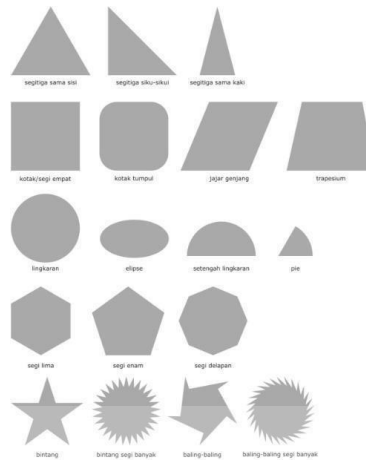 segitiga sama sisi segitiga siku-sikui segitiga sama kaki
kotak/segi empat kotak tumpul jajar genjang trapesium
lingkaran elipse setengah lingkaran pie
segi lima segi enam segi delapan
bintang bintang segi banyak baling-baling baling-baling segi banyak